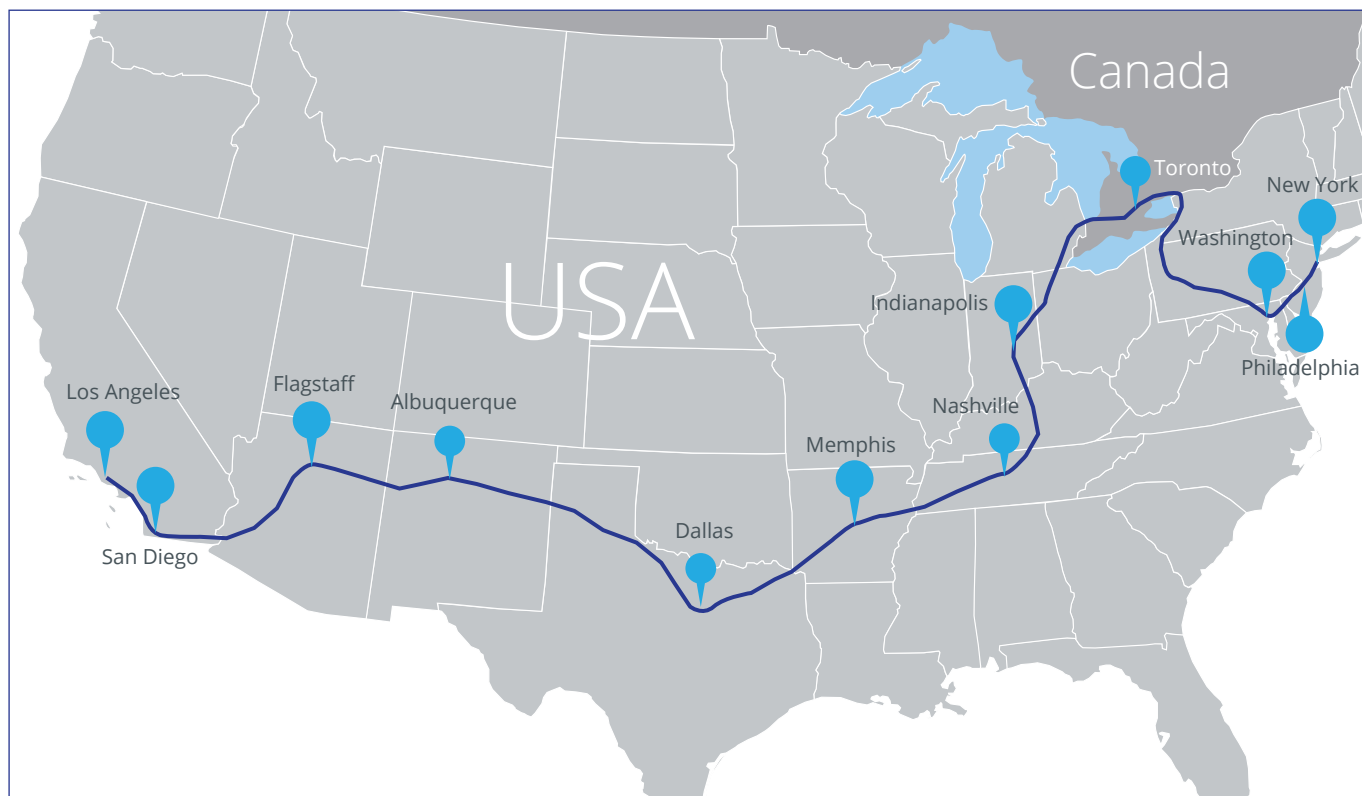 Canada
Toronto
New York
Washington
USA
Indianapolis
Philadelphia
Flagstaff
Los Angeles
Albuquerque
Nashville
Memphis
Dallas
San Diego